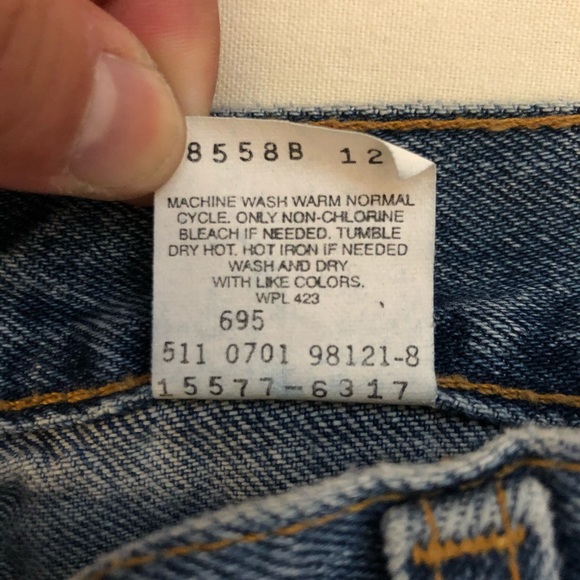 8558B 12
MACHINE WASH WARM NORMAL
CYCLE. ONLY NON-CHLORINE
BLEACH IF NEEDED. TUMBLE
DRY HOT. HOT IRON IF NEEDED
WASH AND DRY
WITH LIKE COLORS.
WPL 423
695
511 0701 98121-8
15577-6317